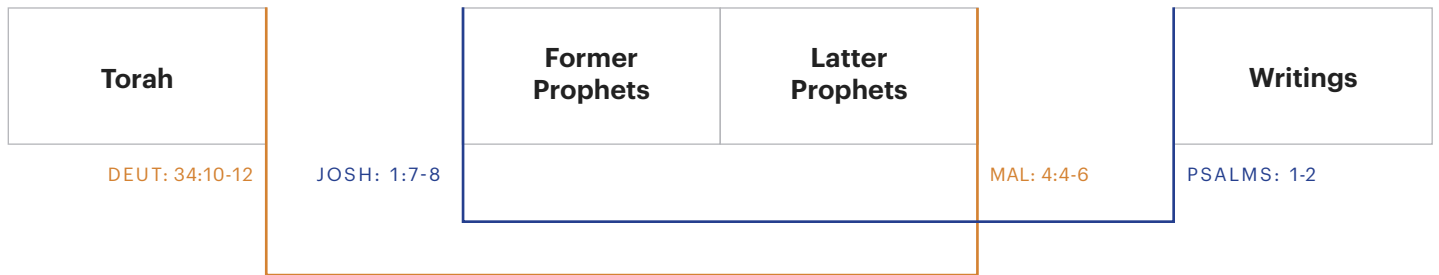 Torah
Former
Prophets
Latter
Prophets
Writings
DEUT: 34:10-12
JOSH: 1:7-8
MAL: 4:4-6
PSALMS: 1-2